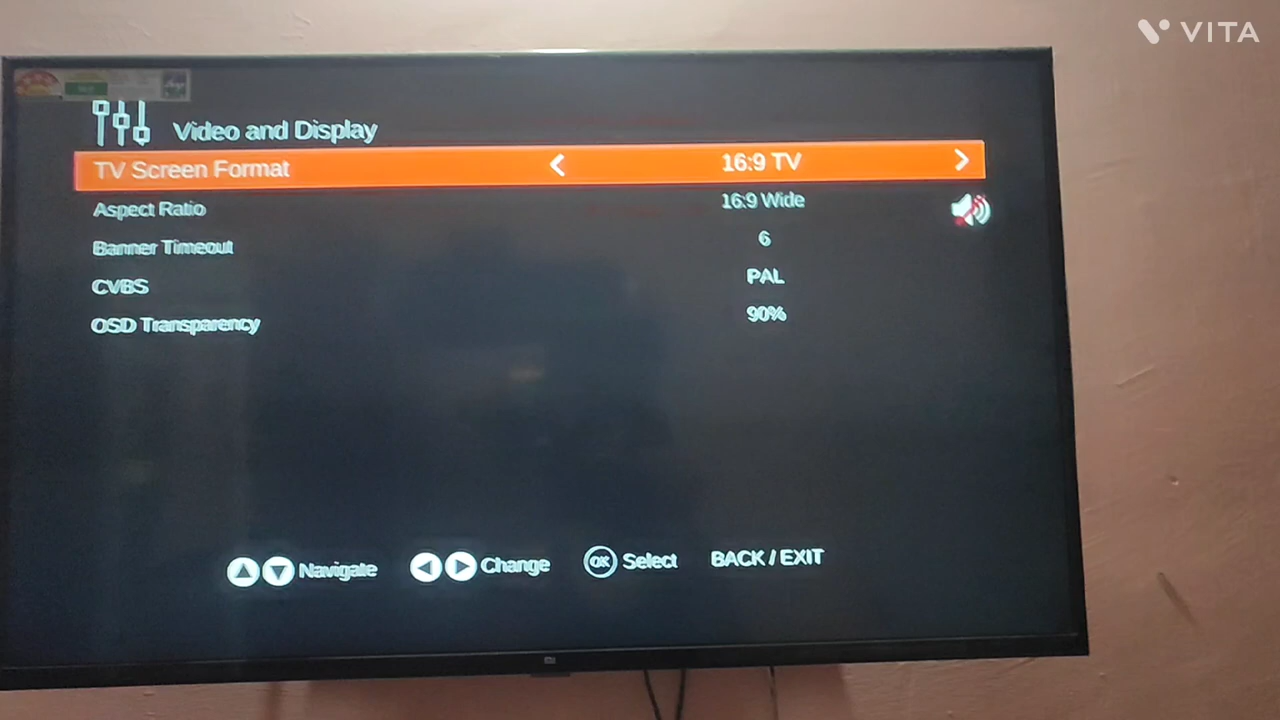 VITA
Video and Display
TV Screen Format 16:9 TV
Aspect Ratio 16:9 Wide
Banner Timeout 6
CVBS PAL
OSD Transparency 90%
Navigate Change OK Select BACK / EXIT
mi